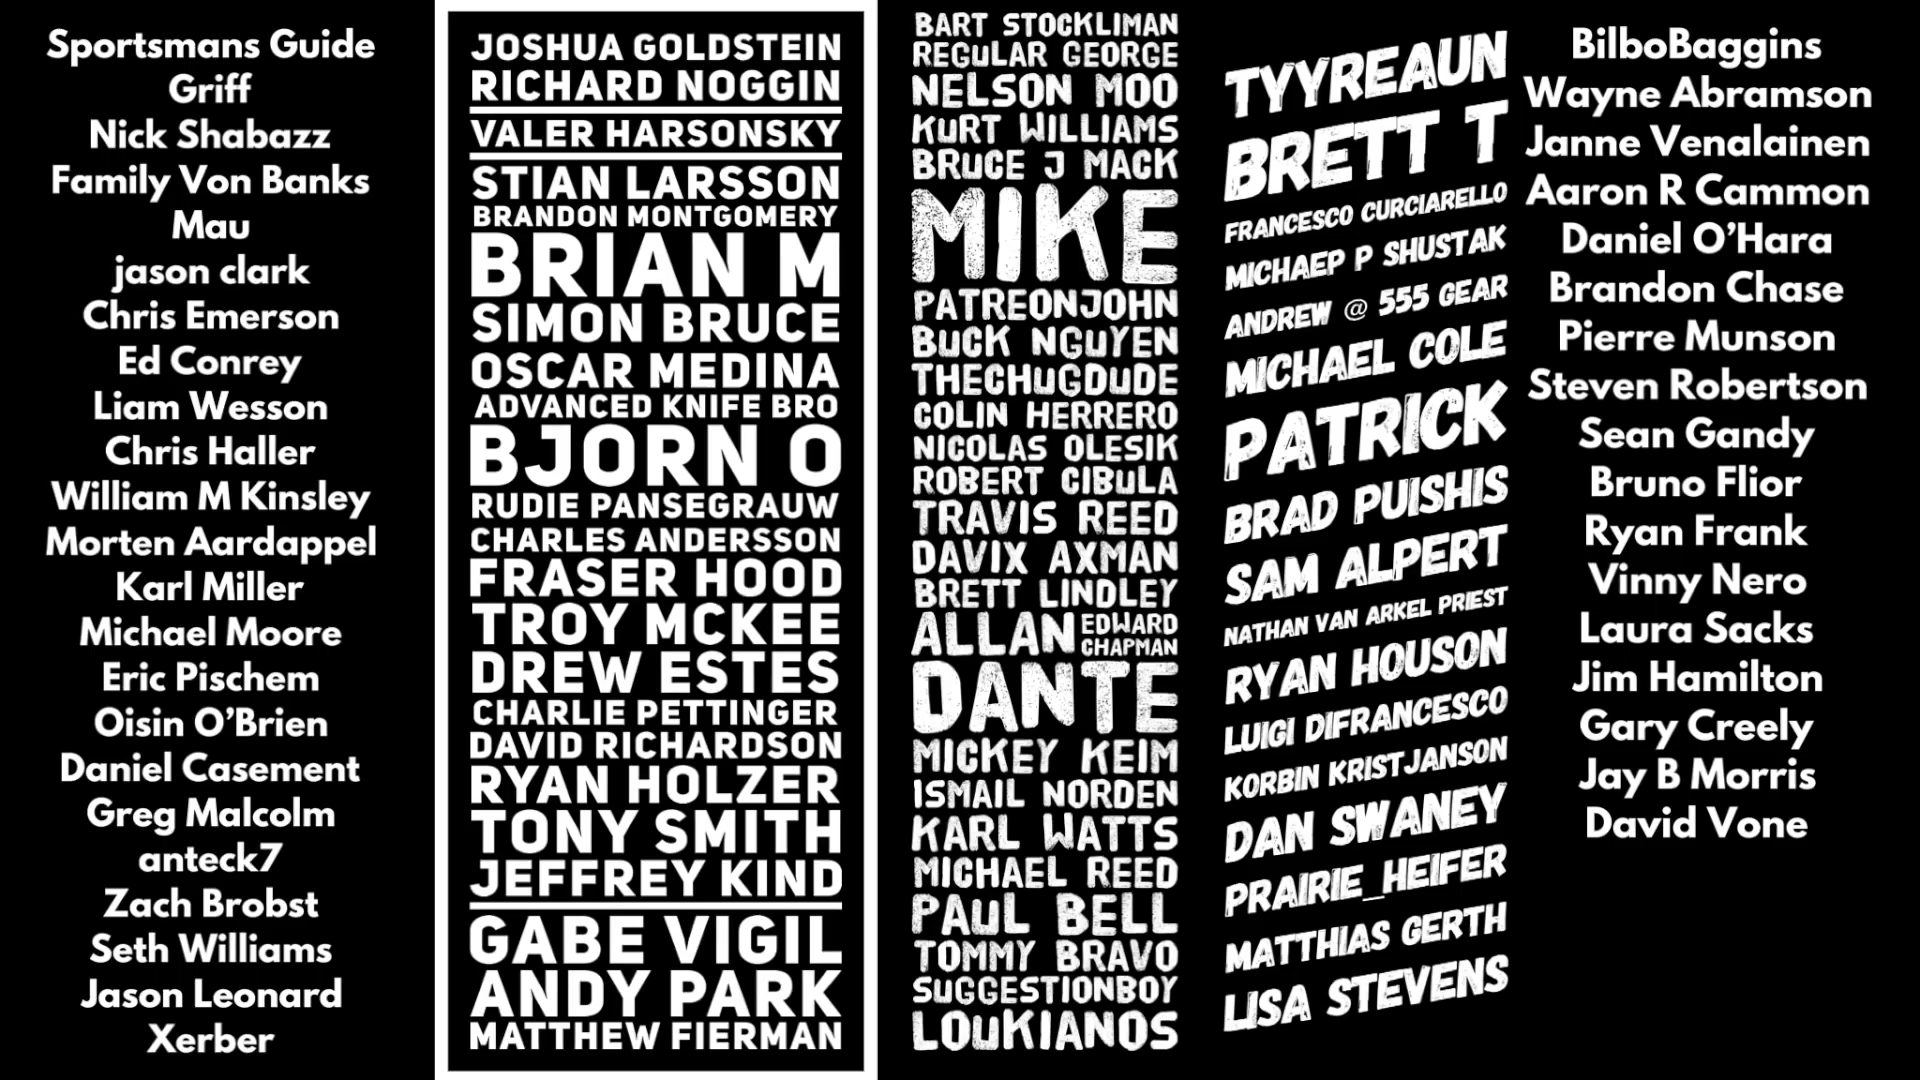 Sportsmans Guide
Griff
Nick Shabazz
Family Von Banks
Mau
jason clark
Chris Emerson
Ed Conrey
Liam Wesson
Chris Haller
William M Kinsley
Morten Aardappel
Karl Miller
Michael Moore
Eric Pischem
Oisin O’Brien
Daniel Casement
Greg Malcolm
anteck7
Zach Brobst
Seth Williams
Jason Leonard
Xerber
JOSHUA GOLDSTEIN
RICHARD NOGGIN
VALER HARSONSKY
STIAN LARSSON
BRANDON MONTGOMERY
BRIAN M
SIMON BRUCE
OSCAR MEDINA
ADVANCED KNIFE BRO
BJORN O
RUDIE PANSEGRAUW
CHARLES ANDERSSON
FRASER HOOD
TROY MCKEE
DREW ESTES
CHARLIE PETTINGER
DAVID RICHARDSON
RYAN HOLZER
TONY SMITH
JEFFREY KIND
GABE VIGIL
ANDY PARK
MATTHEW FIERMAN
BART STOCKLIMAN
REGULAR GEORGE
NELSON MOO
KURT WILLIAMS
BRUCE J MACK
MIKE
PATREONJOHN
BUCK NGUYEN
THECHUGDUDE
COLIN HERRERO
NICOLAS OLESIK
ROBERT CIBULA
TRAVIS REED
DAVIX AXMAN
BRETT LINDLEY
ALLAN EDWARD CHAPMAN
DANTE
MICKEY KEIM
ISMAIL NORDEN
KARL WATTS
MICHAEL REED
PAUL BELL
TOMMY BRAVO
SUGGESTIONBOY
LOUKIANOS
TYYREAUN
BRETT T
FRANCESCO CURCIARELLO
MICHAEP P SHUSTAK
ANDREW @ 555 GEAR
MICHAEL COLE
PATRICK
BRAD PUISHIS
SAM ALPERT
NATHAN VAN ARKEL PRIEST
RYAN HOUSON
LUIGI DIFRANCESCO
KORBIN KRISTJANSON
DAN SWANEY
PRAIRIE_HEIFER
MATTHIAS GERTH
LISA STEVENS
BilboBaggins
Wayne Abramson
Janne Venalainen
Aaron R Cammon
Daniel O’Hara
Brandon Chase
Pierre Munson
Steven Robertson
Sean Gandy
Bruno Flior
Ryan Frank
Vinny Nero
Laura Sacks
Jim Hamilton
Gary Creely
Jay B Morris
David Vone